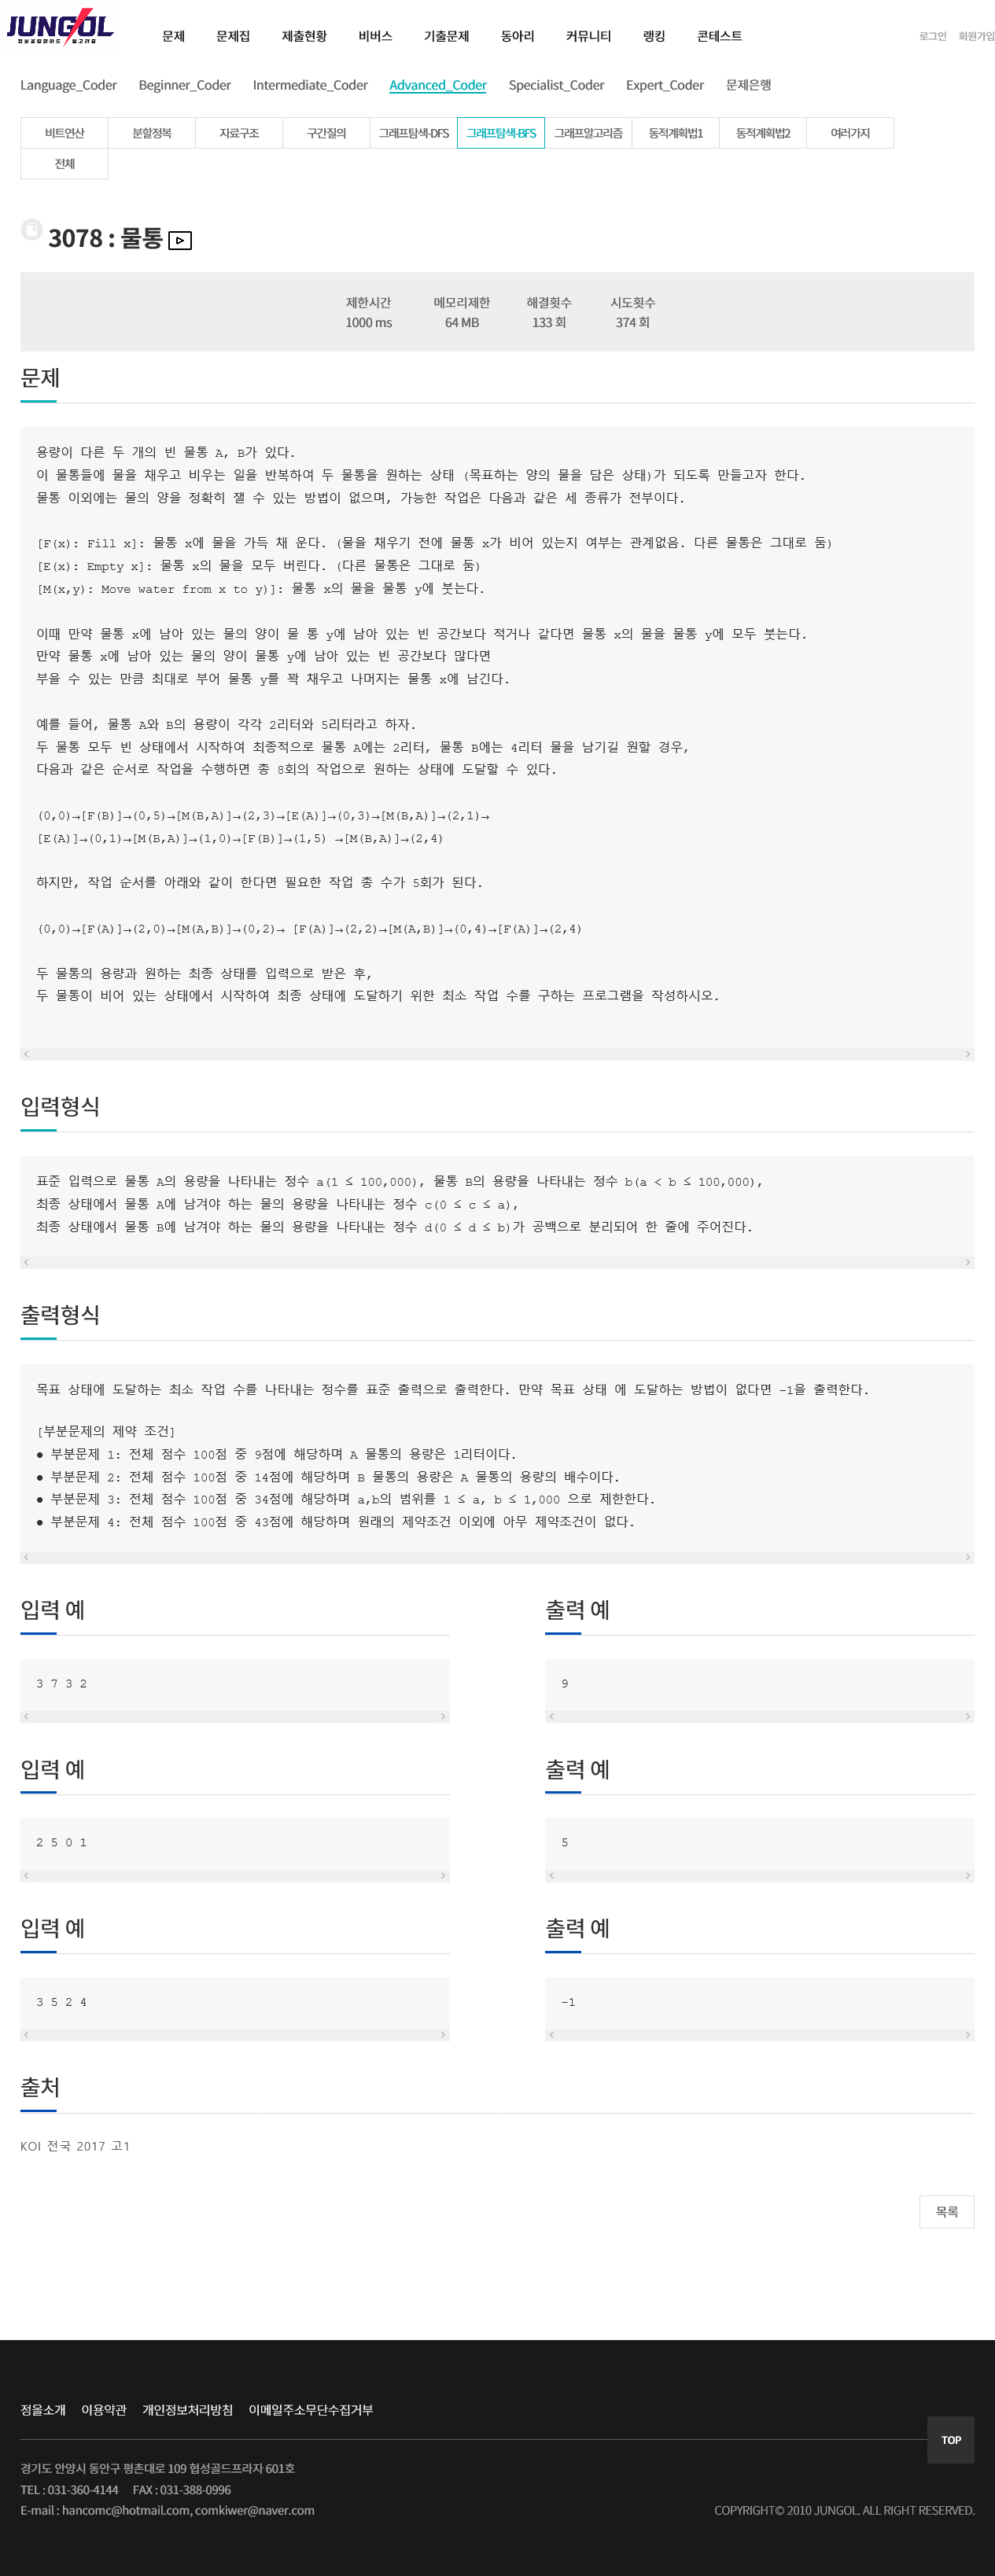 JUNGOL
정보종합편이드 알고리즘
문제 문제집 제출현황 비버스 기출문제 동아리 커뮤니티 랭킹 콘테스트 로그인 회원가입
Language_Coder Beginner_Coder Intermediate_Coder Advanced_Coder Specialist_Coder Expert_Coder 문제은행
비트연산 분할정복 자료구조 구간질의 그래프탐색-DFS 그래프탐색-BFS 그래프알고리즘 동적계획법1 동적계획법2 여러가지
전체
3078 : 물통
제한시간 메모리제한 해결횟수 시도횟수
1000 ms 64 MB 133 회 374 회
문제
용량이 다른 두 개의 빈 물통 A, B가 있다.
이 물통들에 물을 채우고 비우는 일을 반복하여 두 물통을 원하는 상태 (목표하는 양의 물을 담은 상태)가 되도록 만들고자 한다.
물통 이외에는 물의 양을 정확히 잴 수 있는 방법이 없으며, 가능한 작업은 다음과 같은 세 종류가 전부이다.
[F(x): Fill x]: 물통 x에 물을 가득 채 운다. (물을 채우기 전에 물통 x가 비어 있는지 여부는 관계없음. 다른 물통은 그대로 둠)
[E(x): Empty x]: 물통 x의 물을 모두 버린다. (다른 물통은 그대로 둠)
[M(x,y): Move water from x to y)]: 물통 x의 물을 물통 y에 붓는다.
이때 만약 물통 x에 남아 있는 물의 양이 물 통 y에 남아 있는 빈 공간보다 적거나 같다면 물통 x의 물을 물통 y에 모두 붓는다.
만약 물통 x에 남아 있는 물의 양이 물통 y에 남아 있는 빈 공간보다 많다면
부을 수 있는 만큼 최대로 부어 물통 y를 꽉 채우고 나머지는 물통 x에 남긴다.
예를 들어, 물통 A와 B의 용량이 각각 2리터와 5리터라고 하자.
두 물통 모두 빈 상태에서 시작하여 최종적으로 물통 A에는 2리터, 물통 B에는 4리터 물을 남기길 원할 경우,
다음과 같은 순서로 작업을 수행하면 총 8회의 작업으로 원하는 상태에 도달할 수 있다.
(0,0)→[F(B)]→(0,5)→[M(B,A)]→(2,3)→[E(A)]→(0,3)→[M(B,A)]→(2,1)→
[E(A)]→(0,1)→[M(B,A)]→(1,0)→[F(B)]→(1,5) →[M(B,A)]→(2,4)
하지만, 작업 순서를 아래와 같이 한다면 필요한 작업 총 수가 5회가 된다.
(0,0)→[F(A)]→(2,0)→[M(A,B)]→(0,2)→ [F(A)]→(2,2)→[M(A,B)]→(0,4)→[F(A)]→(2,4)
두 물통의 용량과 원하는 최종 상태를 입력으로 받은 후,
두 물통이 비어 있는 상태에서 시작하여 최종 상태에 도달하기 위한 최소 작업 수를 구하는 프로그램을 작성하시오.
입력형식
표준 입력으로 물통 A의 용량을 나타내는 정수 a(1 ≤ 100,000), 물통 B의 용량을 나타내는 정수 b(a < b ≤ 100,000),
최종 상태에서 물통 A에 남겨야 하는 물의 용량을 나타내는 정수 c(0 ≤ c ≤ a),
최종 상태에서 물통 B에 남겨야 하는 물의 용량을 나타내는 정수 d(0 ≤ d ≤ b)가 공백으로 분리되어 한 줄에 주어진다.
출력형식
목표 상태에 도달하는 최소 작업 수를 나타내는 정수를 표준 출력으로 출력한다. 만약 목표 상태 에 도달하는 방법이 없다면 -1을 출력한다.
[부분문제의 제약 조건]
● 부분문제 1: 전체 점수 100점 중 9점에 해당하며 A 물통의 용량은 1리터이다.
● 부분문제 2: 전체 점수 100점 중 14점에 해당하며 B 물통의 용량은 A 물통의 용량의 배수이다.
● 부분문제 3: 전체 점수 100점 중 34점에 해당하며 a,b의 범위를 1 ≤ a, b ≤ 1,000 으로 제한한다.
● 부분문제 4: 전체 점수 100점 중 43점에 해당하며 원래의 제약조건 이외에 아무 제약조건이 없다.
입력 예 출력 예
3 7 3 2 9
입력 예 출력 예
2 5 0 1 5
입력 예 출력 예
3 5 2 4 -1
출처
KOI 전국 2017 고1
목록
정올소개 이용약관 개인정보처리방침 이메일주소무단수집거부
TOP
경기도 안양시 동안구 평촌대로 109 협성골드프라자 601호
TEL : 031-360-4144 FAX : 031-388-0996
E-mail : hancomc@hotmail.com, comkiwer@naver.com COPYRIGHT© 2010 JUNGOL. ALL RIGHT RESERVED.